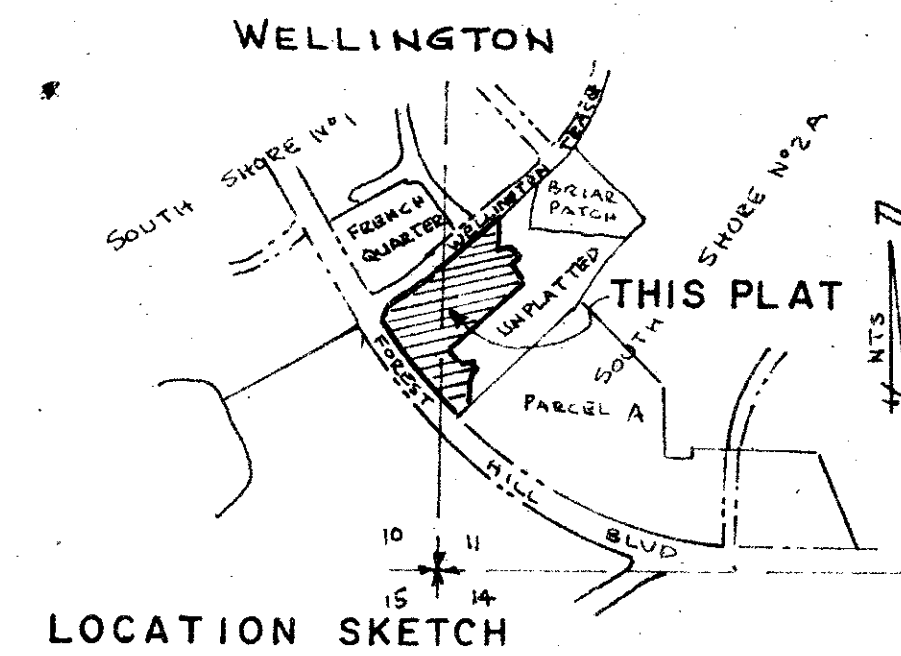 WELLINGTON
SOUTH SHORE Nº1
WELLINGTON TRACE
FRENCH
QUARTER
BRIAR
PATCH
SOUTH SHORE Nº2A
UNPLATTED
THIS PLAT
NTS
FOREST HILL BLVD
PARCEL A
10 11
15 14
LOCATION SKETCH